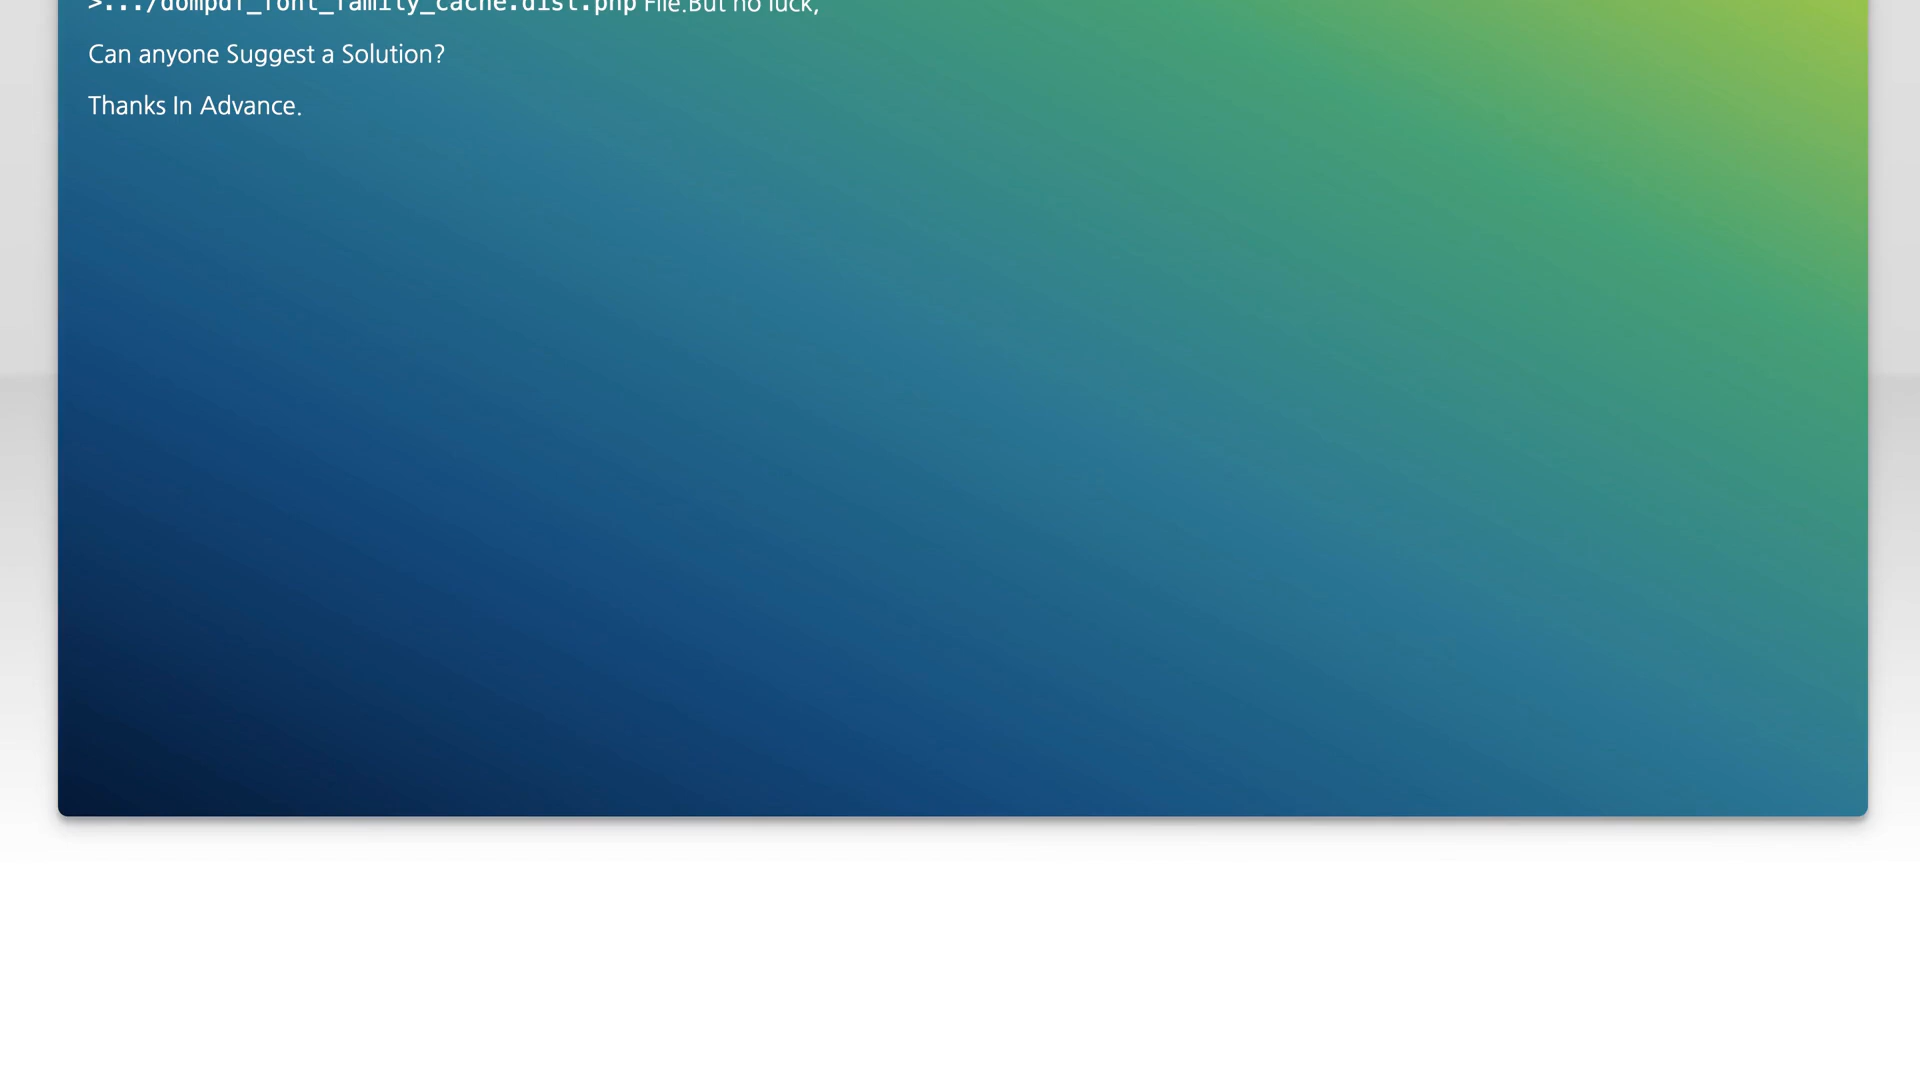 >.../dompdf_font_family_cache.dist.php File.But no luck,
Can anyone Suggest a Solution?
Thanks In Advance.